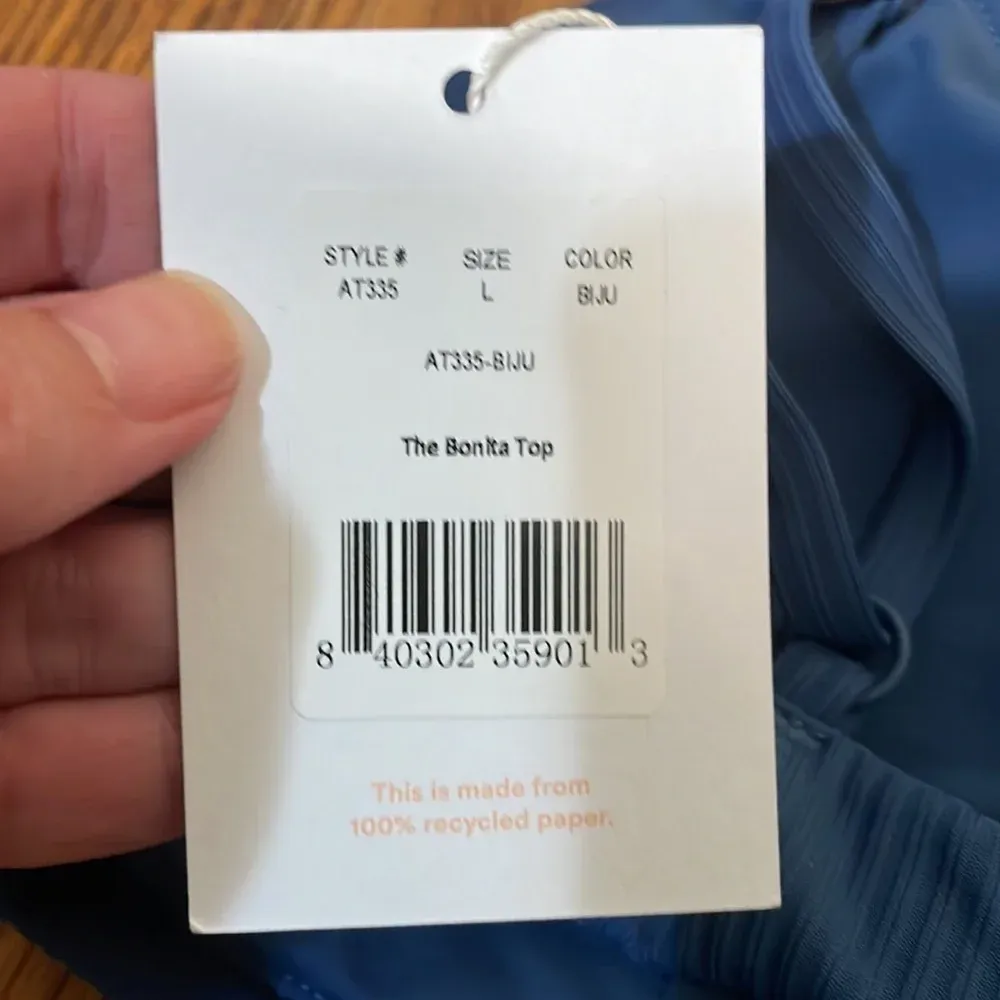 STYLE # SIZE COLOR
AT335 L BIJU
AT335-BIJU
The Bonita Top
8 40302 35901 3
This is made from
100% recycled paper.